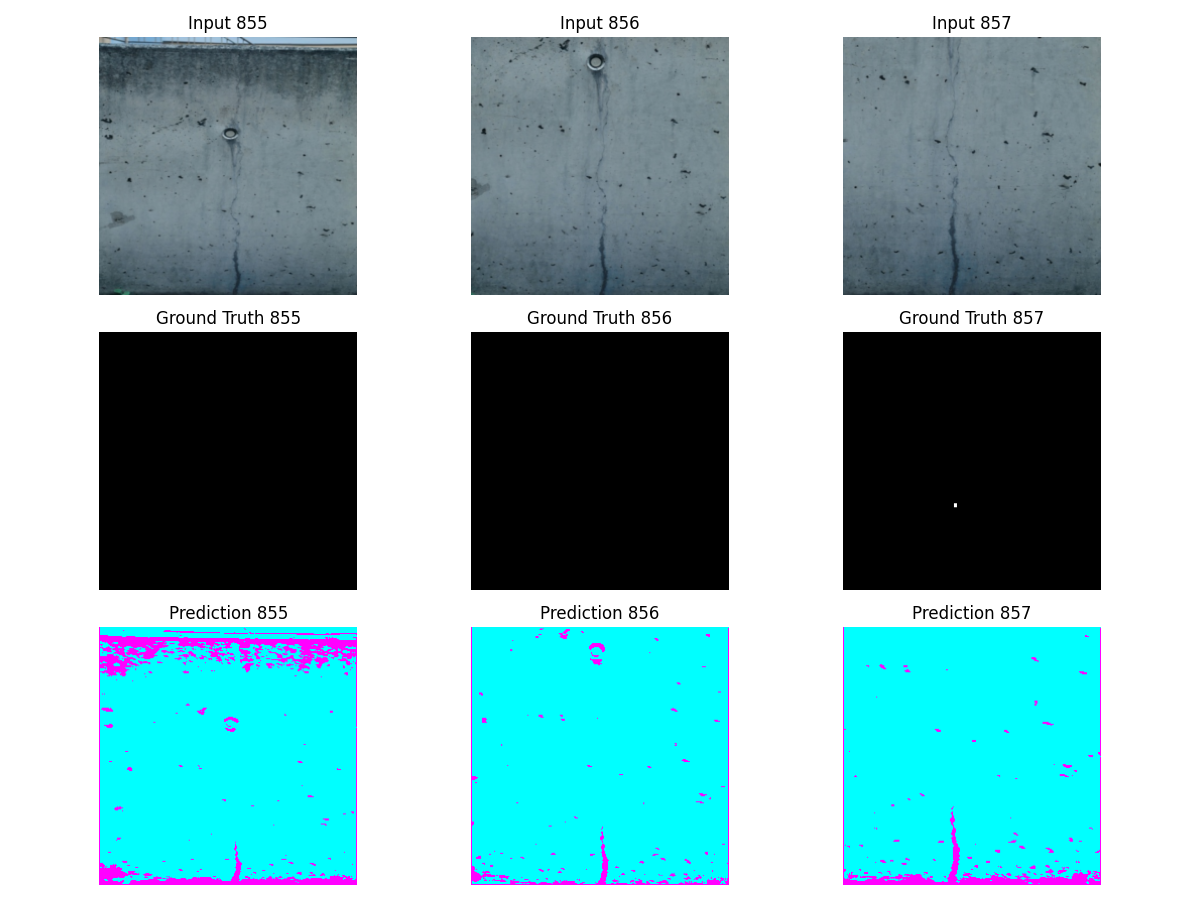 Input 855
Input 856
Input 857
Ground Truth 855
Ground Truth 856
Ground Truth 857
Prediction 855
Prediction 856
Prediction 857